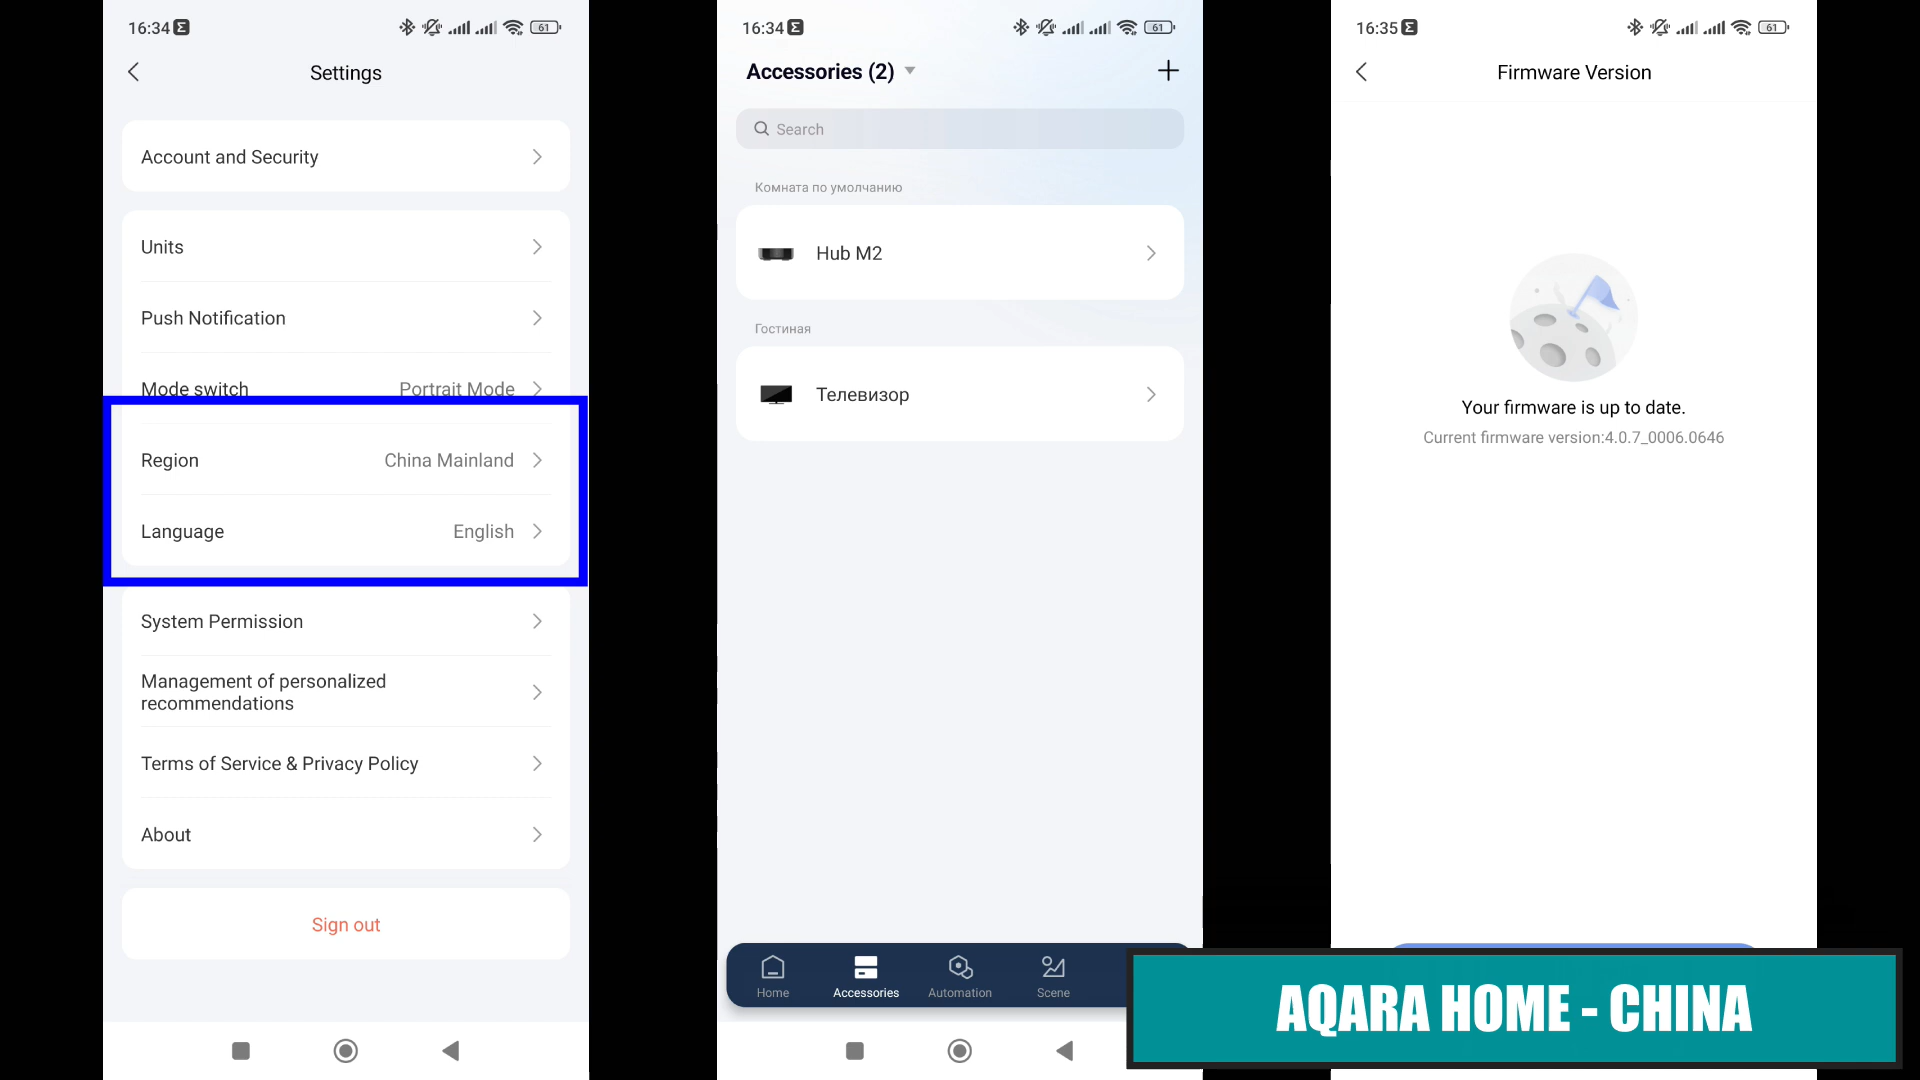 16:34
61
Settings
Account and Security
Units
Push Notification
Mode switch Portrait Mode
Region China Mainland
Language English
System Permission
Management of personalized
recommendations
Terms of Service & Privacy Policy
About
Sign out
16:34
61
Accessories (2)
Search
Комната по умолчанию
Hub M2
Гостиная
Телевизор
Home Accessories Automation Scene
16:35
61
Firmware Version
Your firmware is up to date.
Current firmware version:4.0.7_0006.0646
AQARA HOME - CHINA